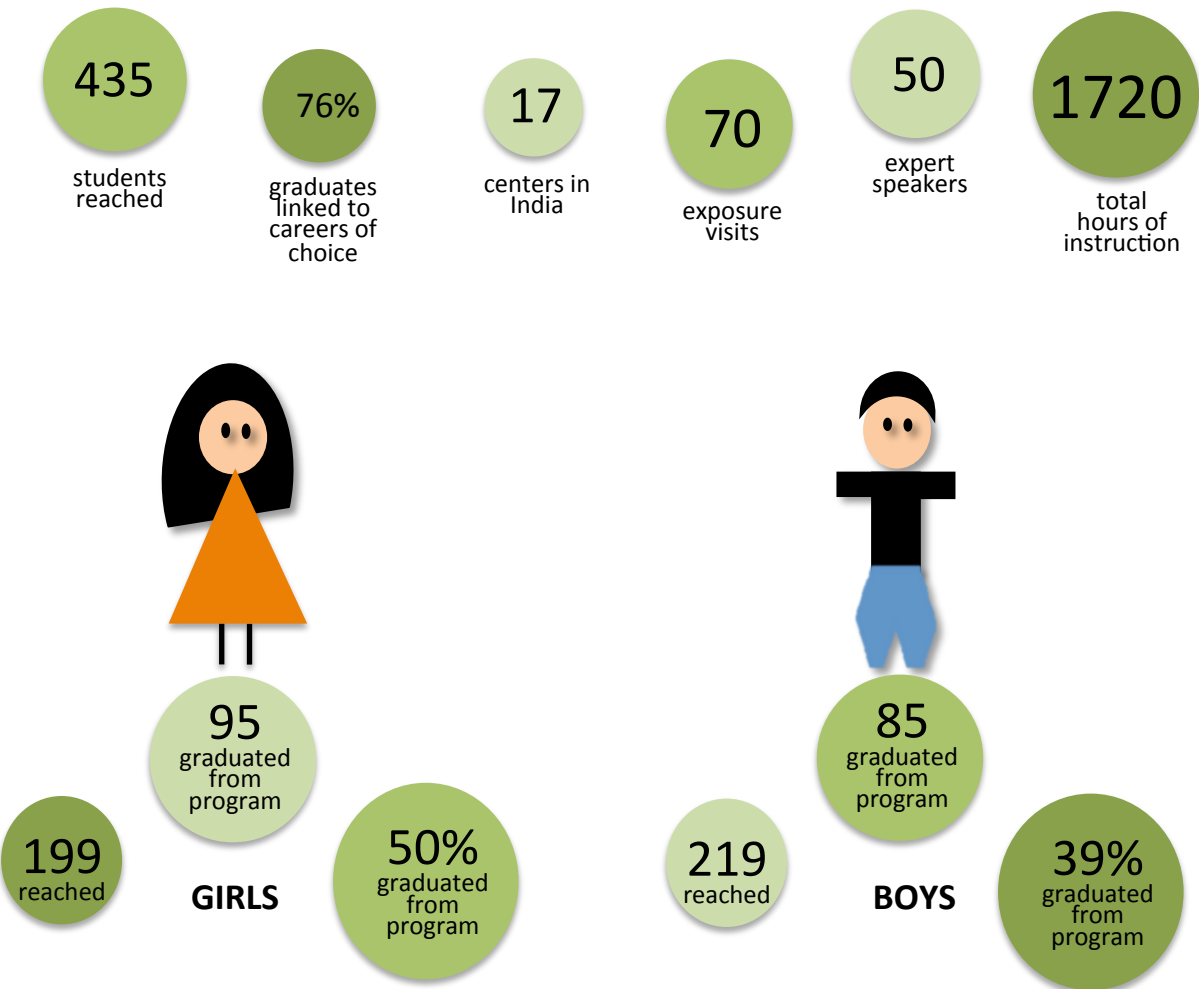 435
students
reached
76%
graduates
linked to
careers of
choice
17
centers in
India
70
exposure
visits
50
expert
speakers
1720
total
hours of
instruction
95
graduated
from
program
199
reached
GIRLS
50%
graduated
from
program
85
graduated
from
program
219
reached
BOYS
39%
graduated
from
program